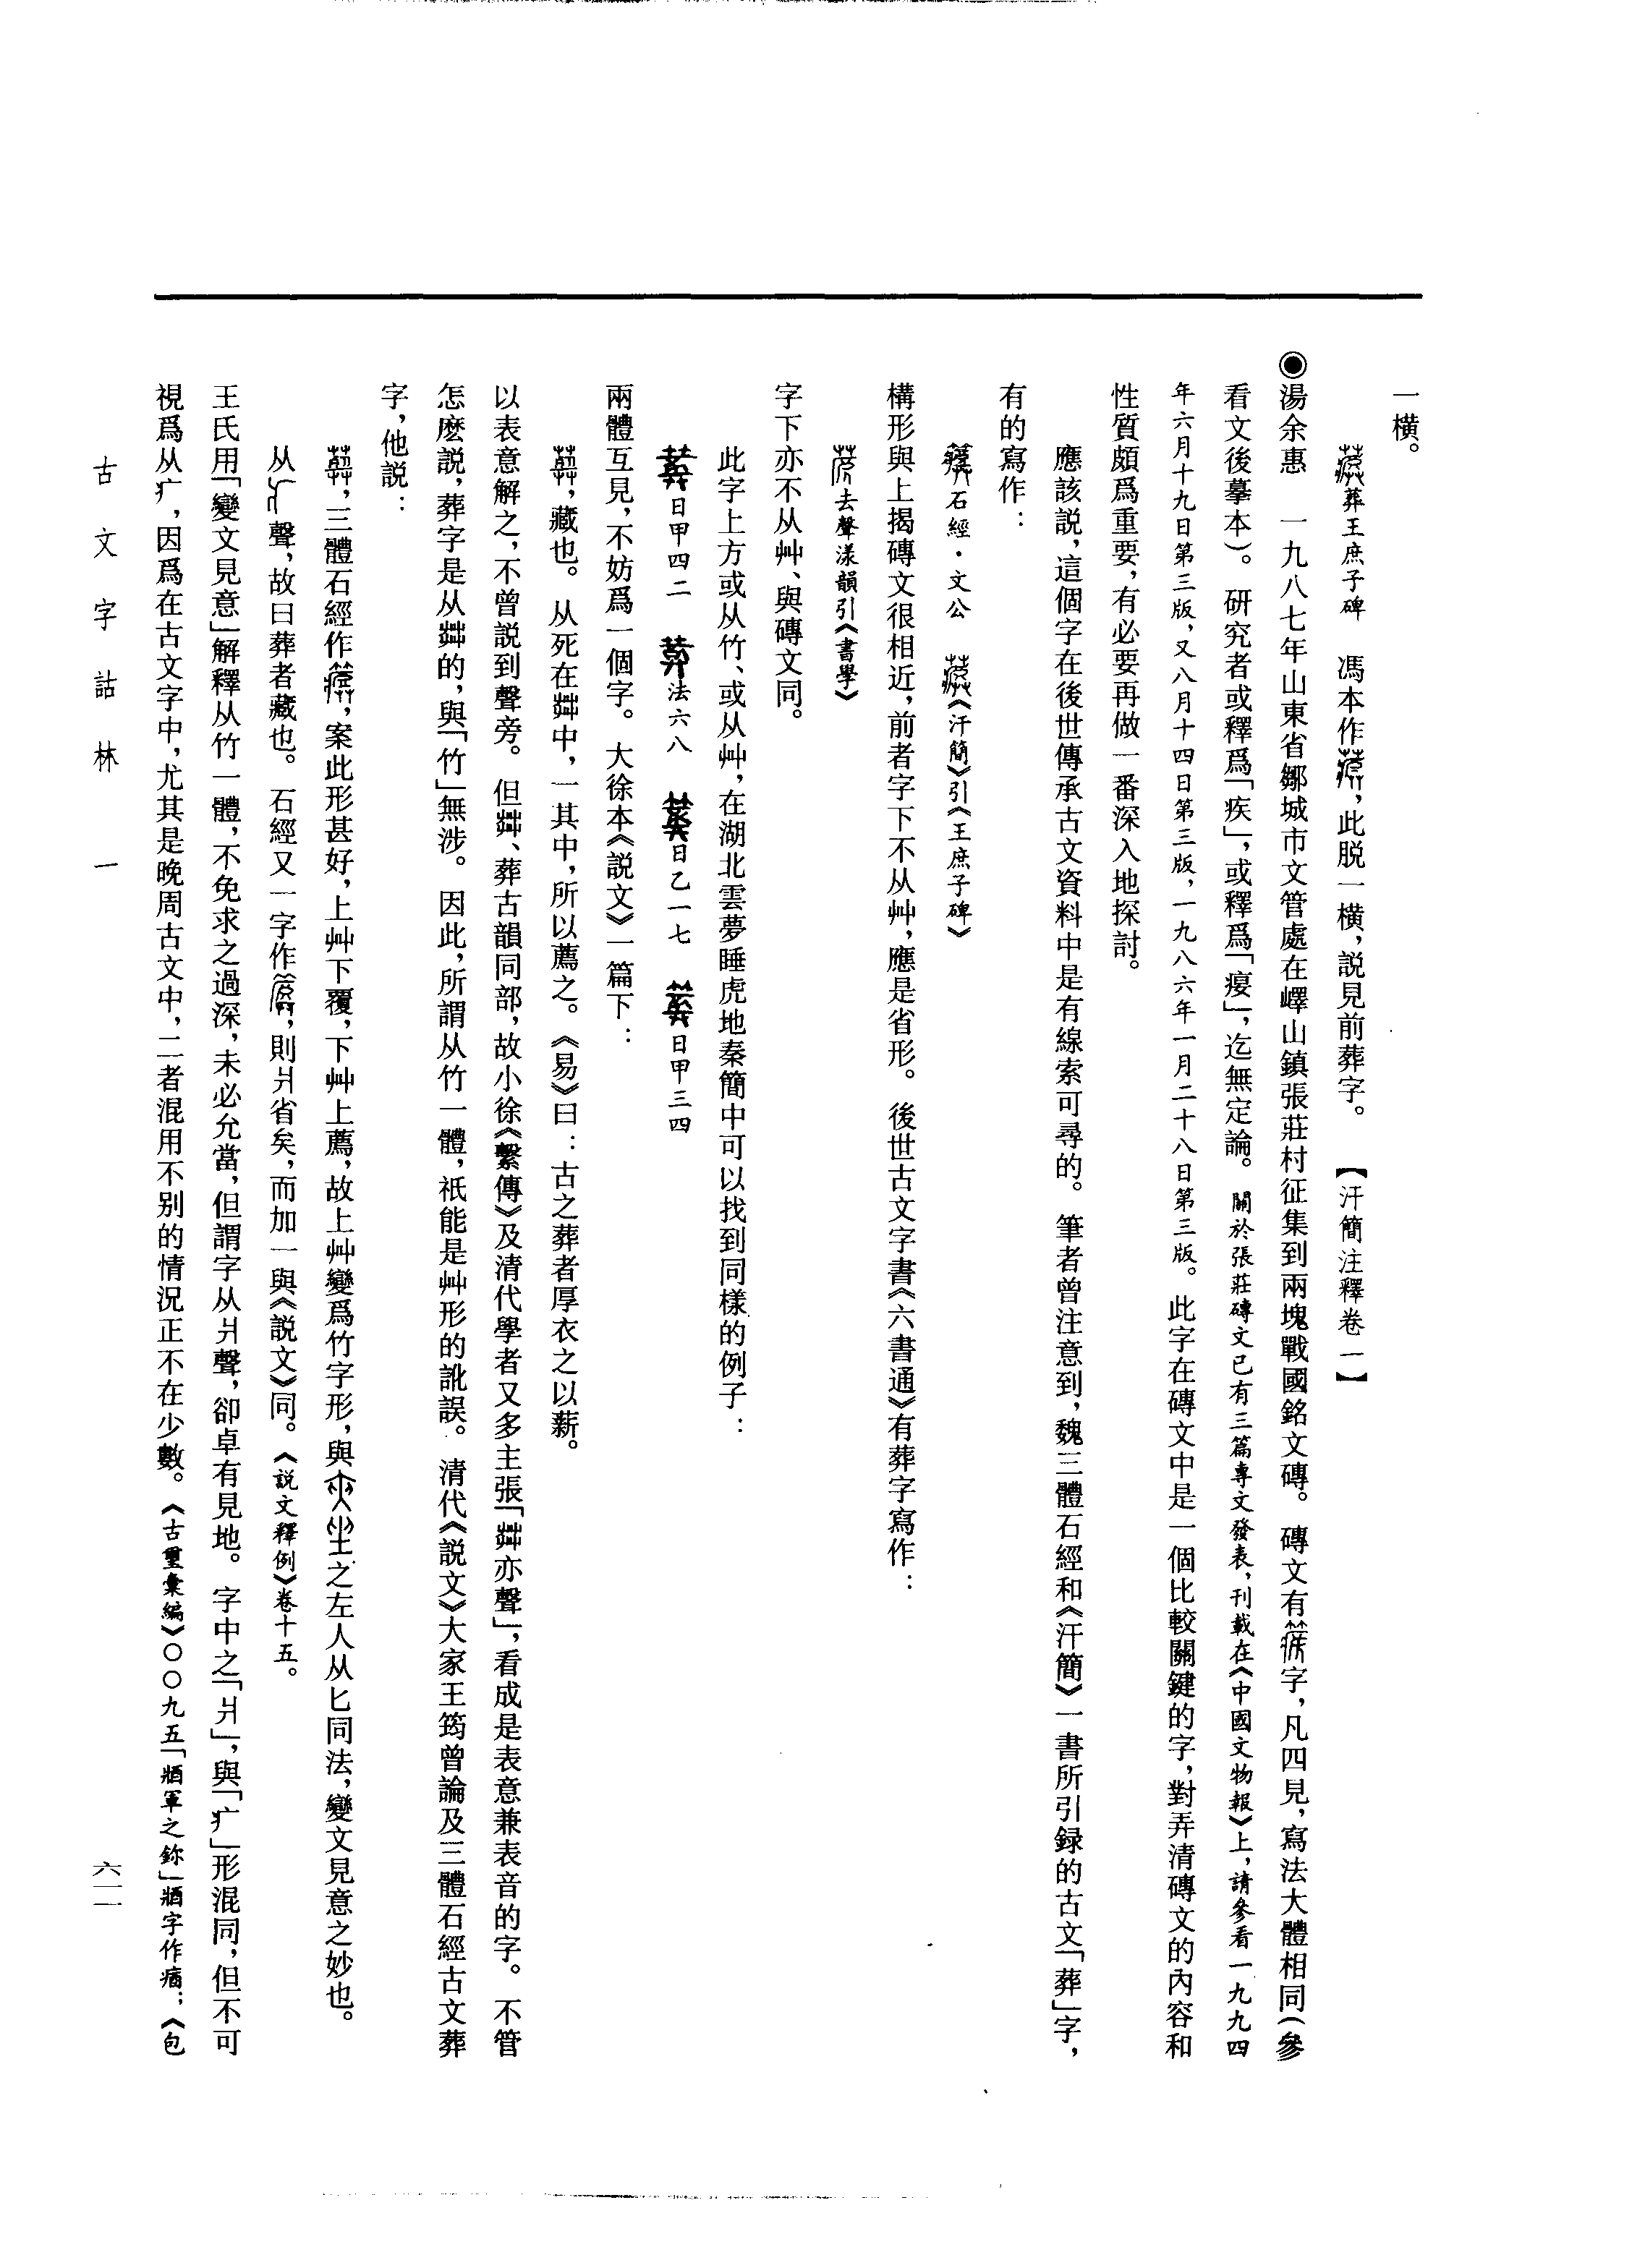 一橫。
葬王庶子碑　馮本作，此脱一橫，説見前葬字。【汗簡注釋卷一】
◉湯余惠　一九八七年山東省鄒城市文管處在嶧山鎮張莊村征集到兩塊戰國銘文磚。磚文有字，凡四見，寫法大體相同（參
看文後摹本）。研究者或釋爲「疾」，或釋爲「瘦」，迄無定論。關於張莊磚文已有三篇專文發表，刊載在《中國文物報》上，請參看一九九四
年六月十九日第三版，又八月十四日第三版，一九八六年一月二十八日第三版。此字在磚文中是一個比較關鍵的字，對弄清磚文的內容和
性質頗爲重要，有必要再做一番深入地探討。
應該説，這個字在後世傳承古文資料中是有線索可尋的。筆者曾注意到，魏三體石經和《汗簡》一書所引録的古文「葬」字，
有的寫作：
石經·文公　《汗簡》引《王庶子碑》
構形與上揭磚文很相近，前者字下不从艸，應是省形。後世古文字書《六書通》有葬字寫作：
去聲漾韻引《書學》
字下亦不从艸、與磚文同。
此字上方或从竹、或从艸，在湖北雲夢睡虎地秦簡中可以找到同樣的例子：
日甲四二　法六八　日乙一七　日甲三四
兩體互見，不妨爲一個字。大徐本《説文》一篇下：
葬，藏也。从死在茻中，一其中，所以薦之。《易》曰：古之葬者厚衣之以薪。
以表意解之，不曾説到聲旁。但茻、葬古韻同部，故小徐《繫傳》及清代學者又多主張「茻亦聲」，看成是表意兼表音的字。不管
怎麽説，葬字是从茻的，與「竹」無涉。因此，所謂从竹一體，祇能是艸形的訛誤。清代《説文》大家王筠曾論及三體石經古文葬
字，他説：
葬，三體石經作，案此形甚好，上艸下覆，下艸上薦，故上艸變爲竹字形，與之左人从匕同法，變文見意之妙也。
从爿聲，故曰葬者藏也。石經又一字作，則爿省矣，而加一與《説文》同。《説文釋例》卷十五。
王氏用「變文見意」解釋从竹一體，不免求之過深，未必允當，但謂字从爿聲，卻卓有見地。字中之「爿」，與「疒」形混同，但不可
視爲从疒，因爲在古文字中，尤其是晚周古文中，二者混用不别的情況正不在少數。《古璽彙編》〇〇九五「軍之鉨」字作；《包
古文字詁林　一　六一一